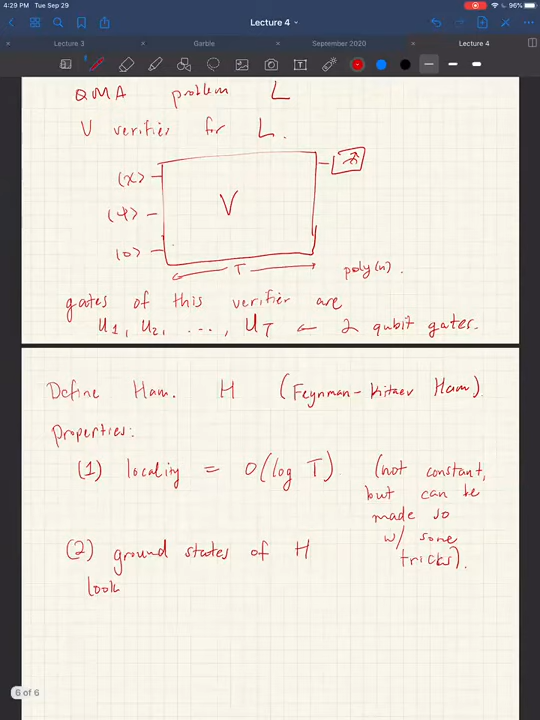 4:29 PM Tue Sep 29
96%
Lecture 4
Lecture 3
Garble
September 2020
Lecture 4
QMA problem L
V verifies for L.
|x⟩
|ψ⟩
V
|0⟩
T
poly(n).
gates of this verifier are
U1, U2, ..., UT ← 2 qubit gates.
Define Ham. H (Feynman-Kitaev Ham).
Properties:
(1) locality = O(log T). (not constant,
but can be
made so
w/ some
tricks).
(2) ground states of H
look
6 of 6